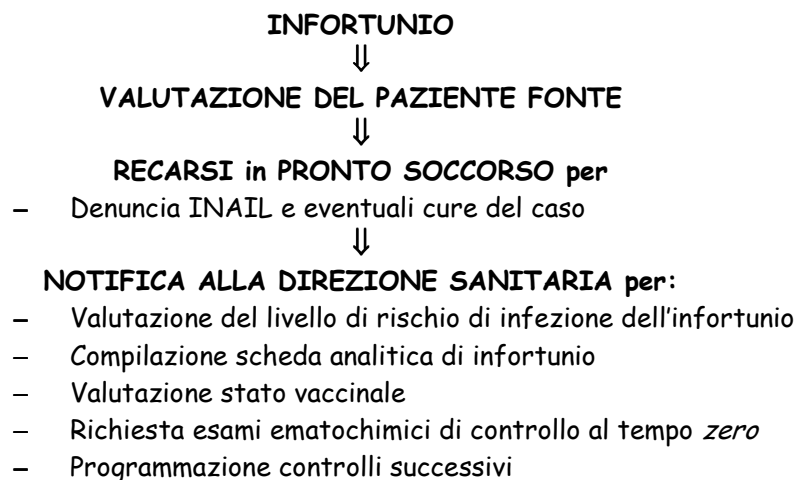 INFORTUNIO
⇓
VALUTAZIONE DEL PAZIENTE FONTE
⇓
RECARSI in PRONTO SOCCORSO per
– Denuncia INAIL e eventuali cure del caso
⇓
NOTIFICA ALLA DIREZIONE SANITARIA per:
– Valutazione del livello di rischio di infezione dell'infortunio
– Compilazione scheda analitica di infortunio
– Valutazione stato vaccinale
– Richiesta esami ematochimici di controllo al tempo zero
– Programmazione controlli successivi